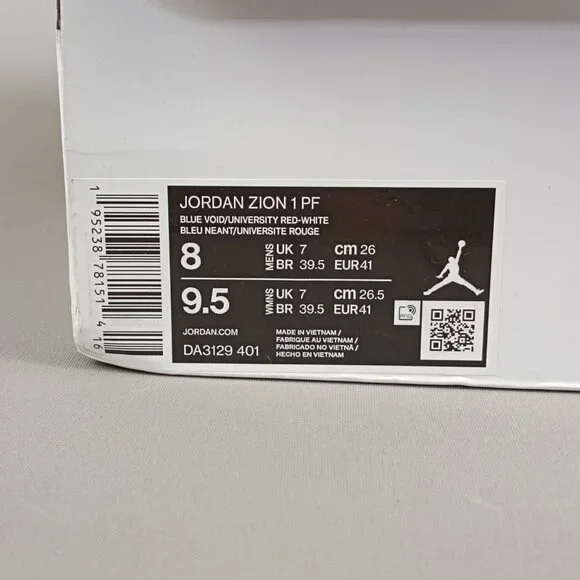 1 95238 78151 4 16
JORDAN ZION 1 PF
BLUE VOID/UNIVERSITY RED-WHITE
BLEU NEANT/UNIVERSITE ROUGE
8 MENS UK 7 cm 26
BR 39.5 EUR 41
9.5 WMNS UK 7 cm 26.5
BR 39.5 EUR 41
JORDAN.COM
DA3129 401
MADE IN VIETNAM /
FABRIQUE AU VIETNAM /
FABRICADO NO VIETNÃ /
HECHO EN VIETNAM